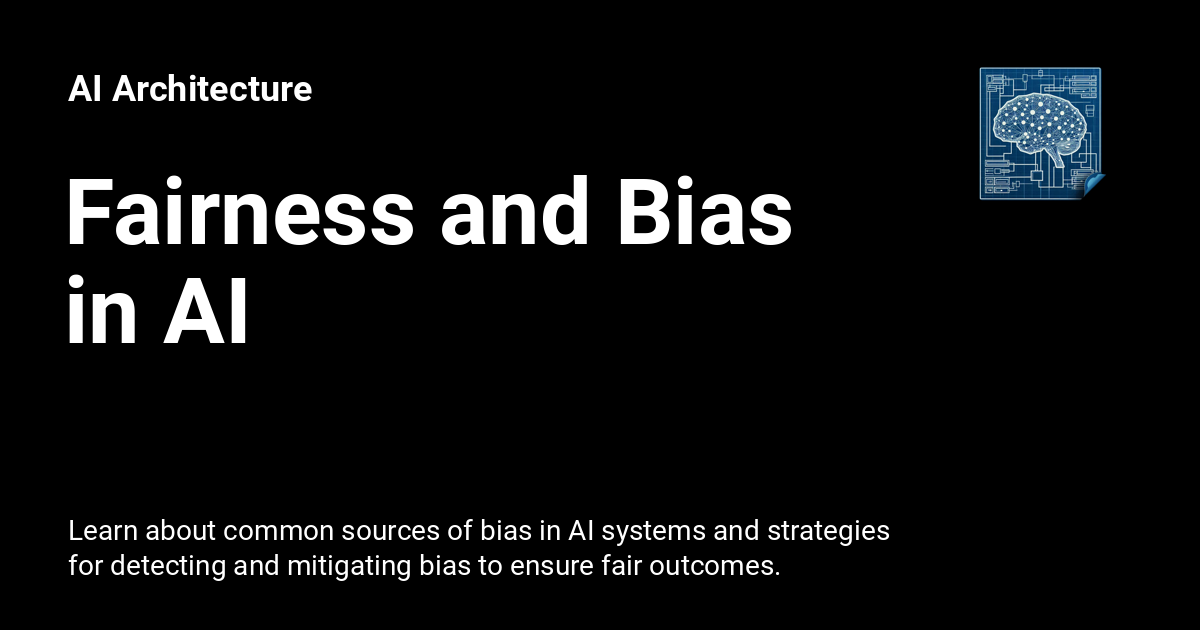 AI Architecture
Fairness and Bias
in AI
Learn about common sources of bias in AI systems and strategies
for detecting and mitigating bias to ensure fair outcomes.